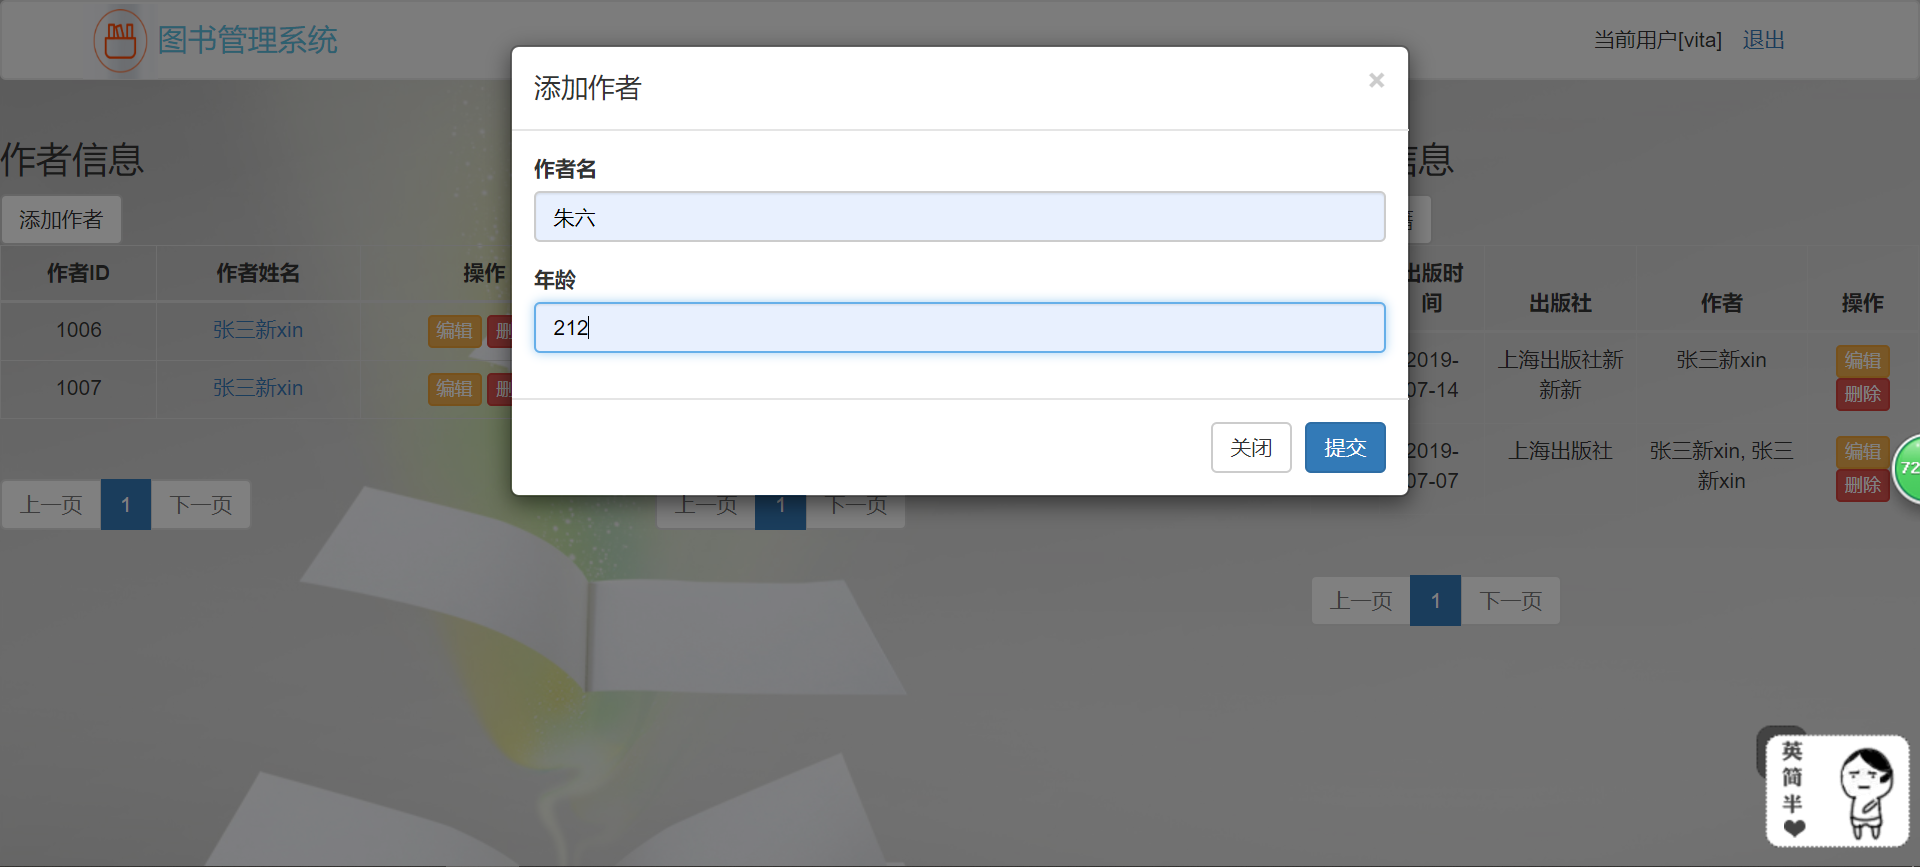 图书管理系统
当前用户[vita] 退出
添加作者
×
作者名
朱六
年龄
212
关闭 提交
作者信息
添加作者
作者ID 作者姓名 操作
1006 张三新xin 编辑 删
1007 张三新xin 编辑 删
上一页 1 下一页
上一页 1 下一页
信息
出版时
间 出版社 作者 操作
2019- 上海出版社新 张三新xin 编辑
07-14 新新 删除
2019- 上海出版社 张三新xin, 张三 编辑
07-07 新xin 删除
上一页 1 下一页
72
英
简
半